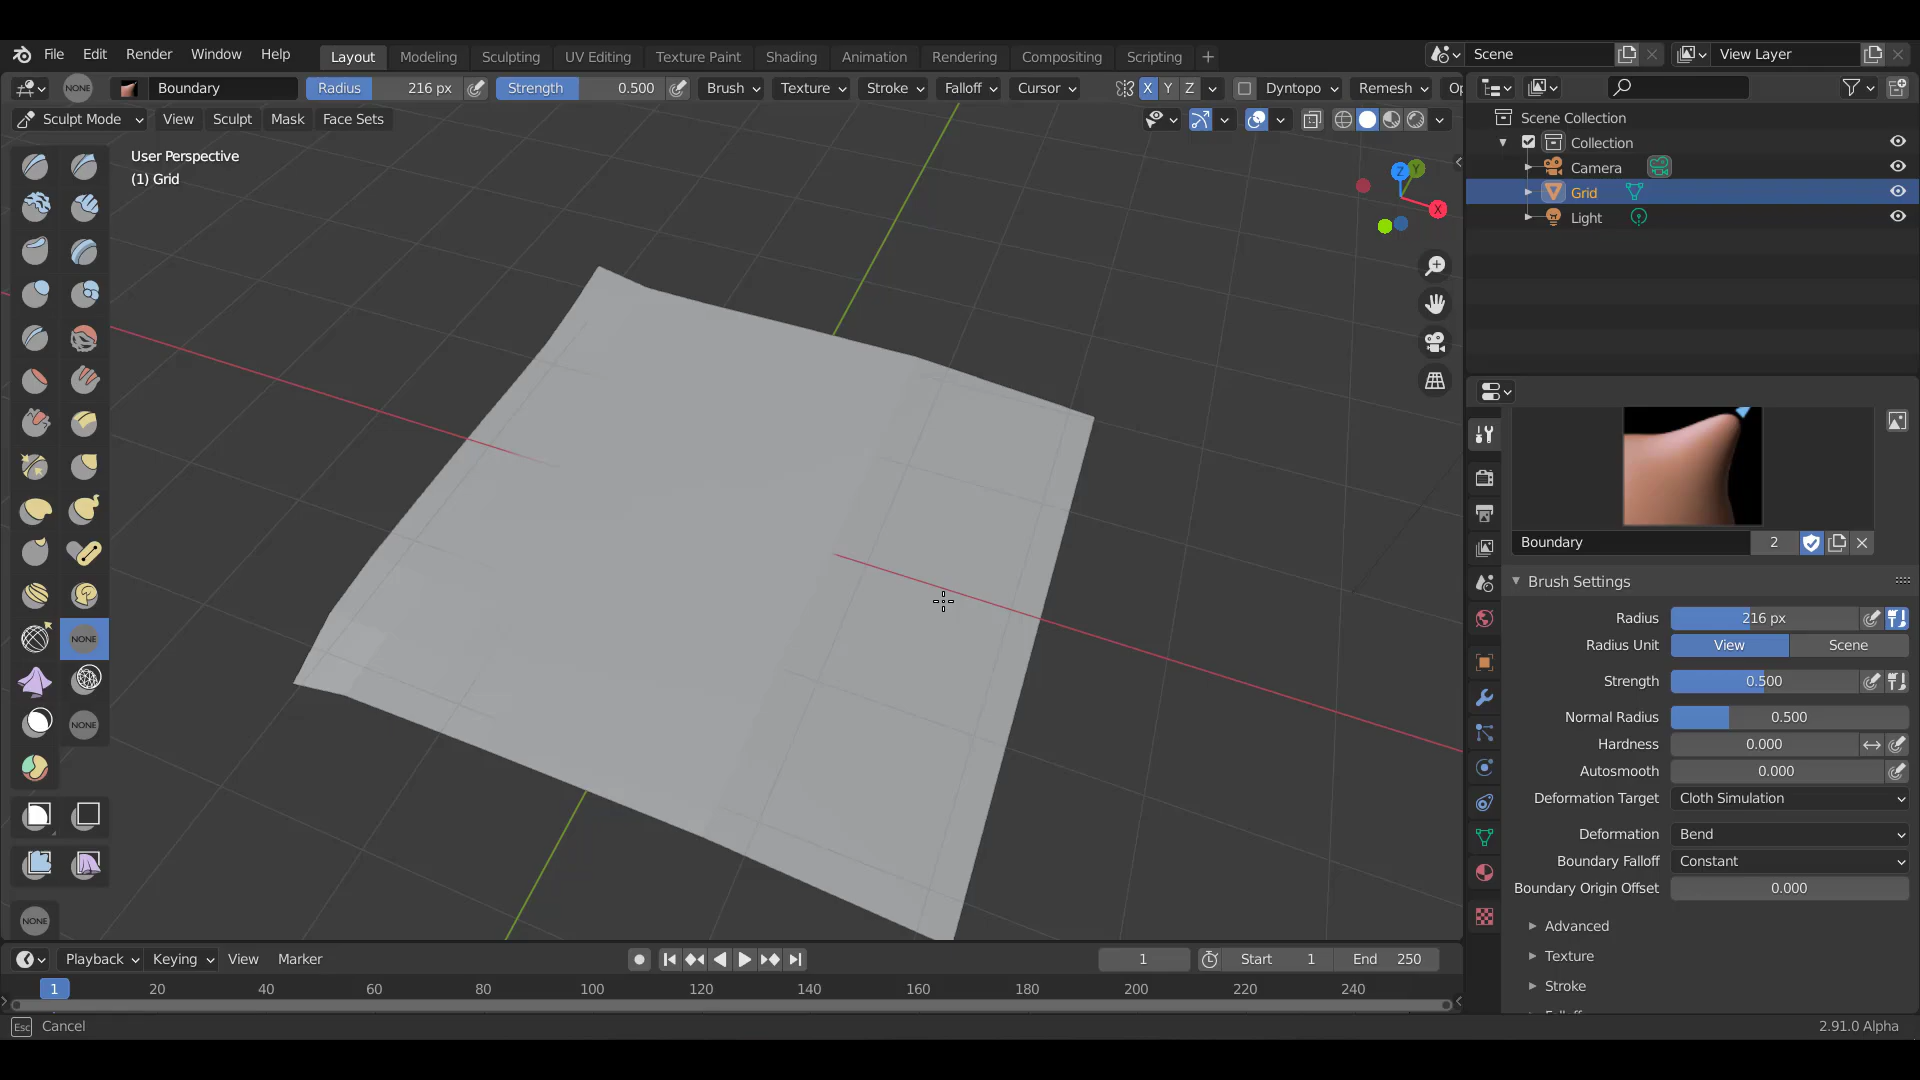 File Edit Render Window Help Layout Modeling Sculpting UV Editing Texture Paint Shading Animation Rendering Compositing Scripting + Scene View Layer
NONE Boundary Radius 216 px Strength 0.500 Brush Texture Stroke Falloff Cursor X Y Z Dyntopo Remesh Op
Sculpt Mode View Sculpt Mask Face Sets
Scene Collection
Collection
Camera
Grid
Light
User Perspective
(1) Grid
Z
Y
X
NONE
NONE
NONE
Boundary 2
Brush Settings
Radius 216 px
Radius Unit View Scene
Strength 0.500
Normal Radius 0.500
Hardness 0.000
Autosmooth 0.000
Deformation Target Cloth Simulation
Deformation Bend
Boundary Falloff Constant
Boundary Origin Offset 0.000
Advanced
Texture
Stroke
Playback Keying View Marker 1 Start 1 End 250
1 20 40 60 80 100 120 140 160 180 200 220 240
Esc Cancel 2.91.0 Alpha